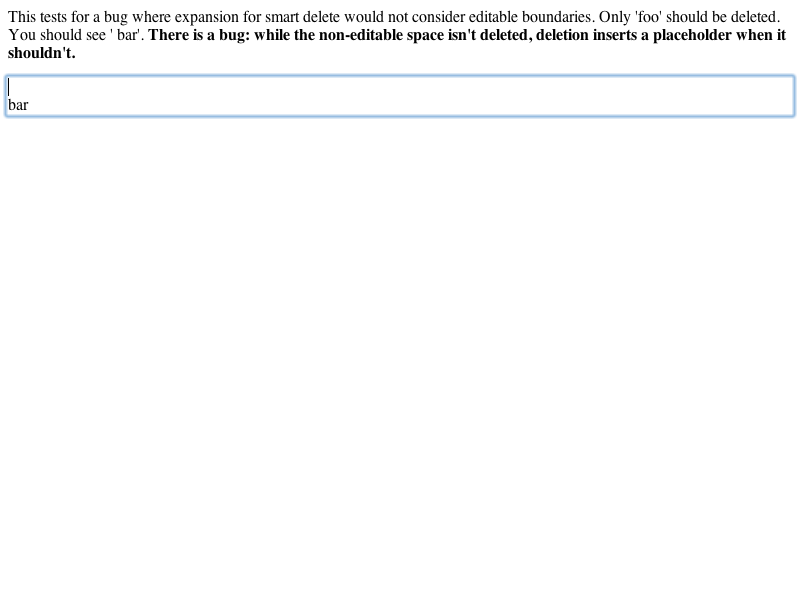 This tests for a bug where expansion for smart delete would not consider editable boundaries. Only 'foo' should be deleted.
You should see ' bar'. There is a bug: while the non-editable space isn't deleted, deletion inserts a placeholder when it
shouldn't.
bar